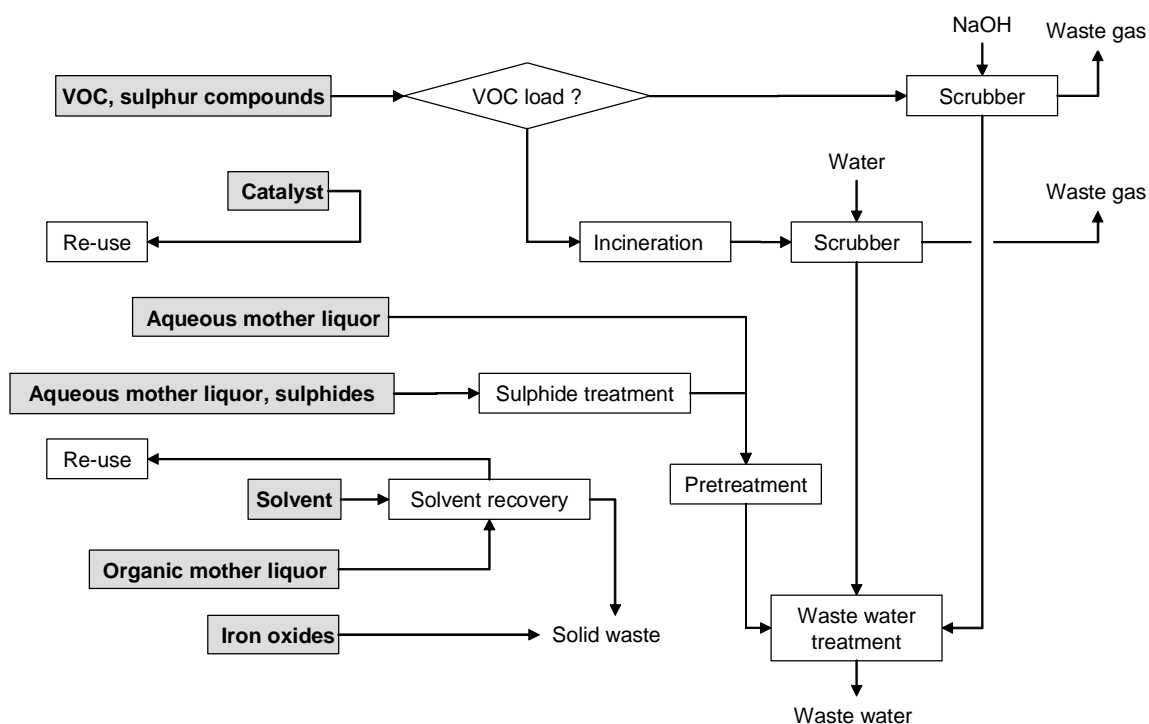 NaOH
Waste gas
VOC, sulphur compounds
VOC load ?
Scrubber
Water
Catalyst
Waste gas
Re-use
Incineration
Scrubber
Aqueous mother liquor
Aqueous mother liquor, sulphides
Sulphide treatment
Re-use
Pretreatment
Solvent
Solvent recovery
Organic mother liquor
Waste water
treatment
Iron oxides
Solid waste
Waste water